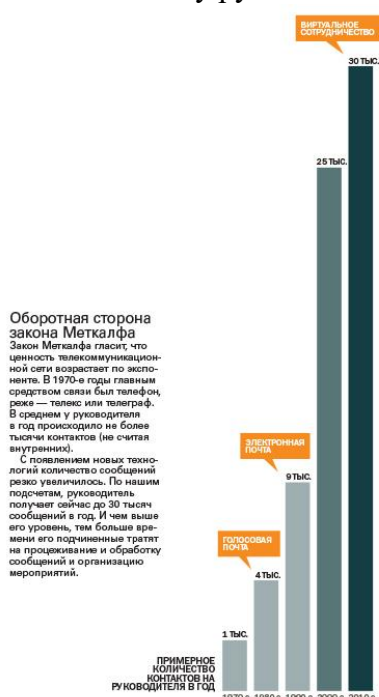 ВИРТУАЛЬНОЕ
СОТРУДНИЧЕСТВО
30 ТЫС.
25 ТЫС.
Оборотная сторона
закона Меткалфа
Закон Меткалфа гласит, что
ценность телекоммуникацион-
ной сети возрастает по экспо-
ненте. В 1970-е годы главным
средством связи был телефон,
реже — телекс или телеграф.
В среднем у руководителя
в год происходило не более
тысячи контактов (не считая
внутренних).
С появлением новых техно-
логий количество сообщений
резко увеличилось. По нашим
подсчетам, руководитель
получает сейчас до 30 тысяч
сообщений в год. И чем выше
его уровень, тем больше вре-
мени его подчиненные тратят
на процеживание и обработку
сообщений и организацию
мероприятий.
ЭЛЕКТРОННАЯ
ПОЧТА
9 ТЫС.
ГОЛОСОВАЯ
ПОЧТА
4 ТЫС.
1 ТЫС.
ПРИМЕРНОЕ
КОЛИЧЕСТВО
КОНТАКТОВ НА
РУКОВОДИТЕЛЯ В ГОД